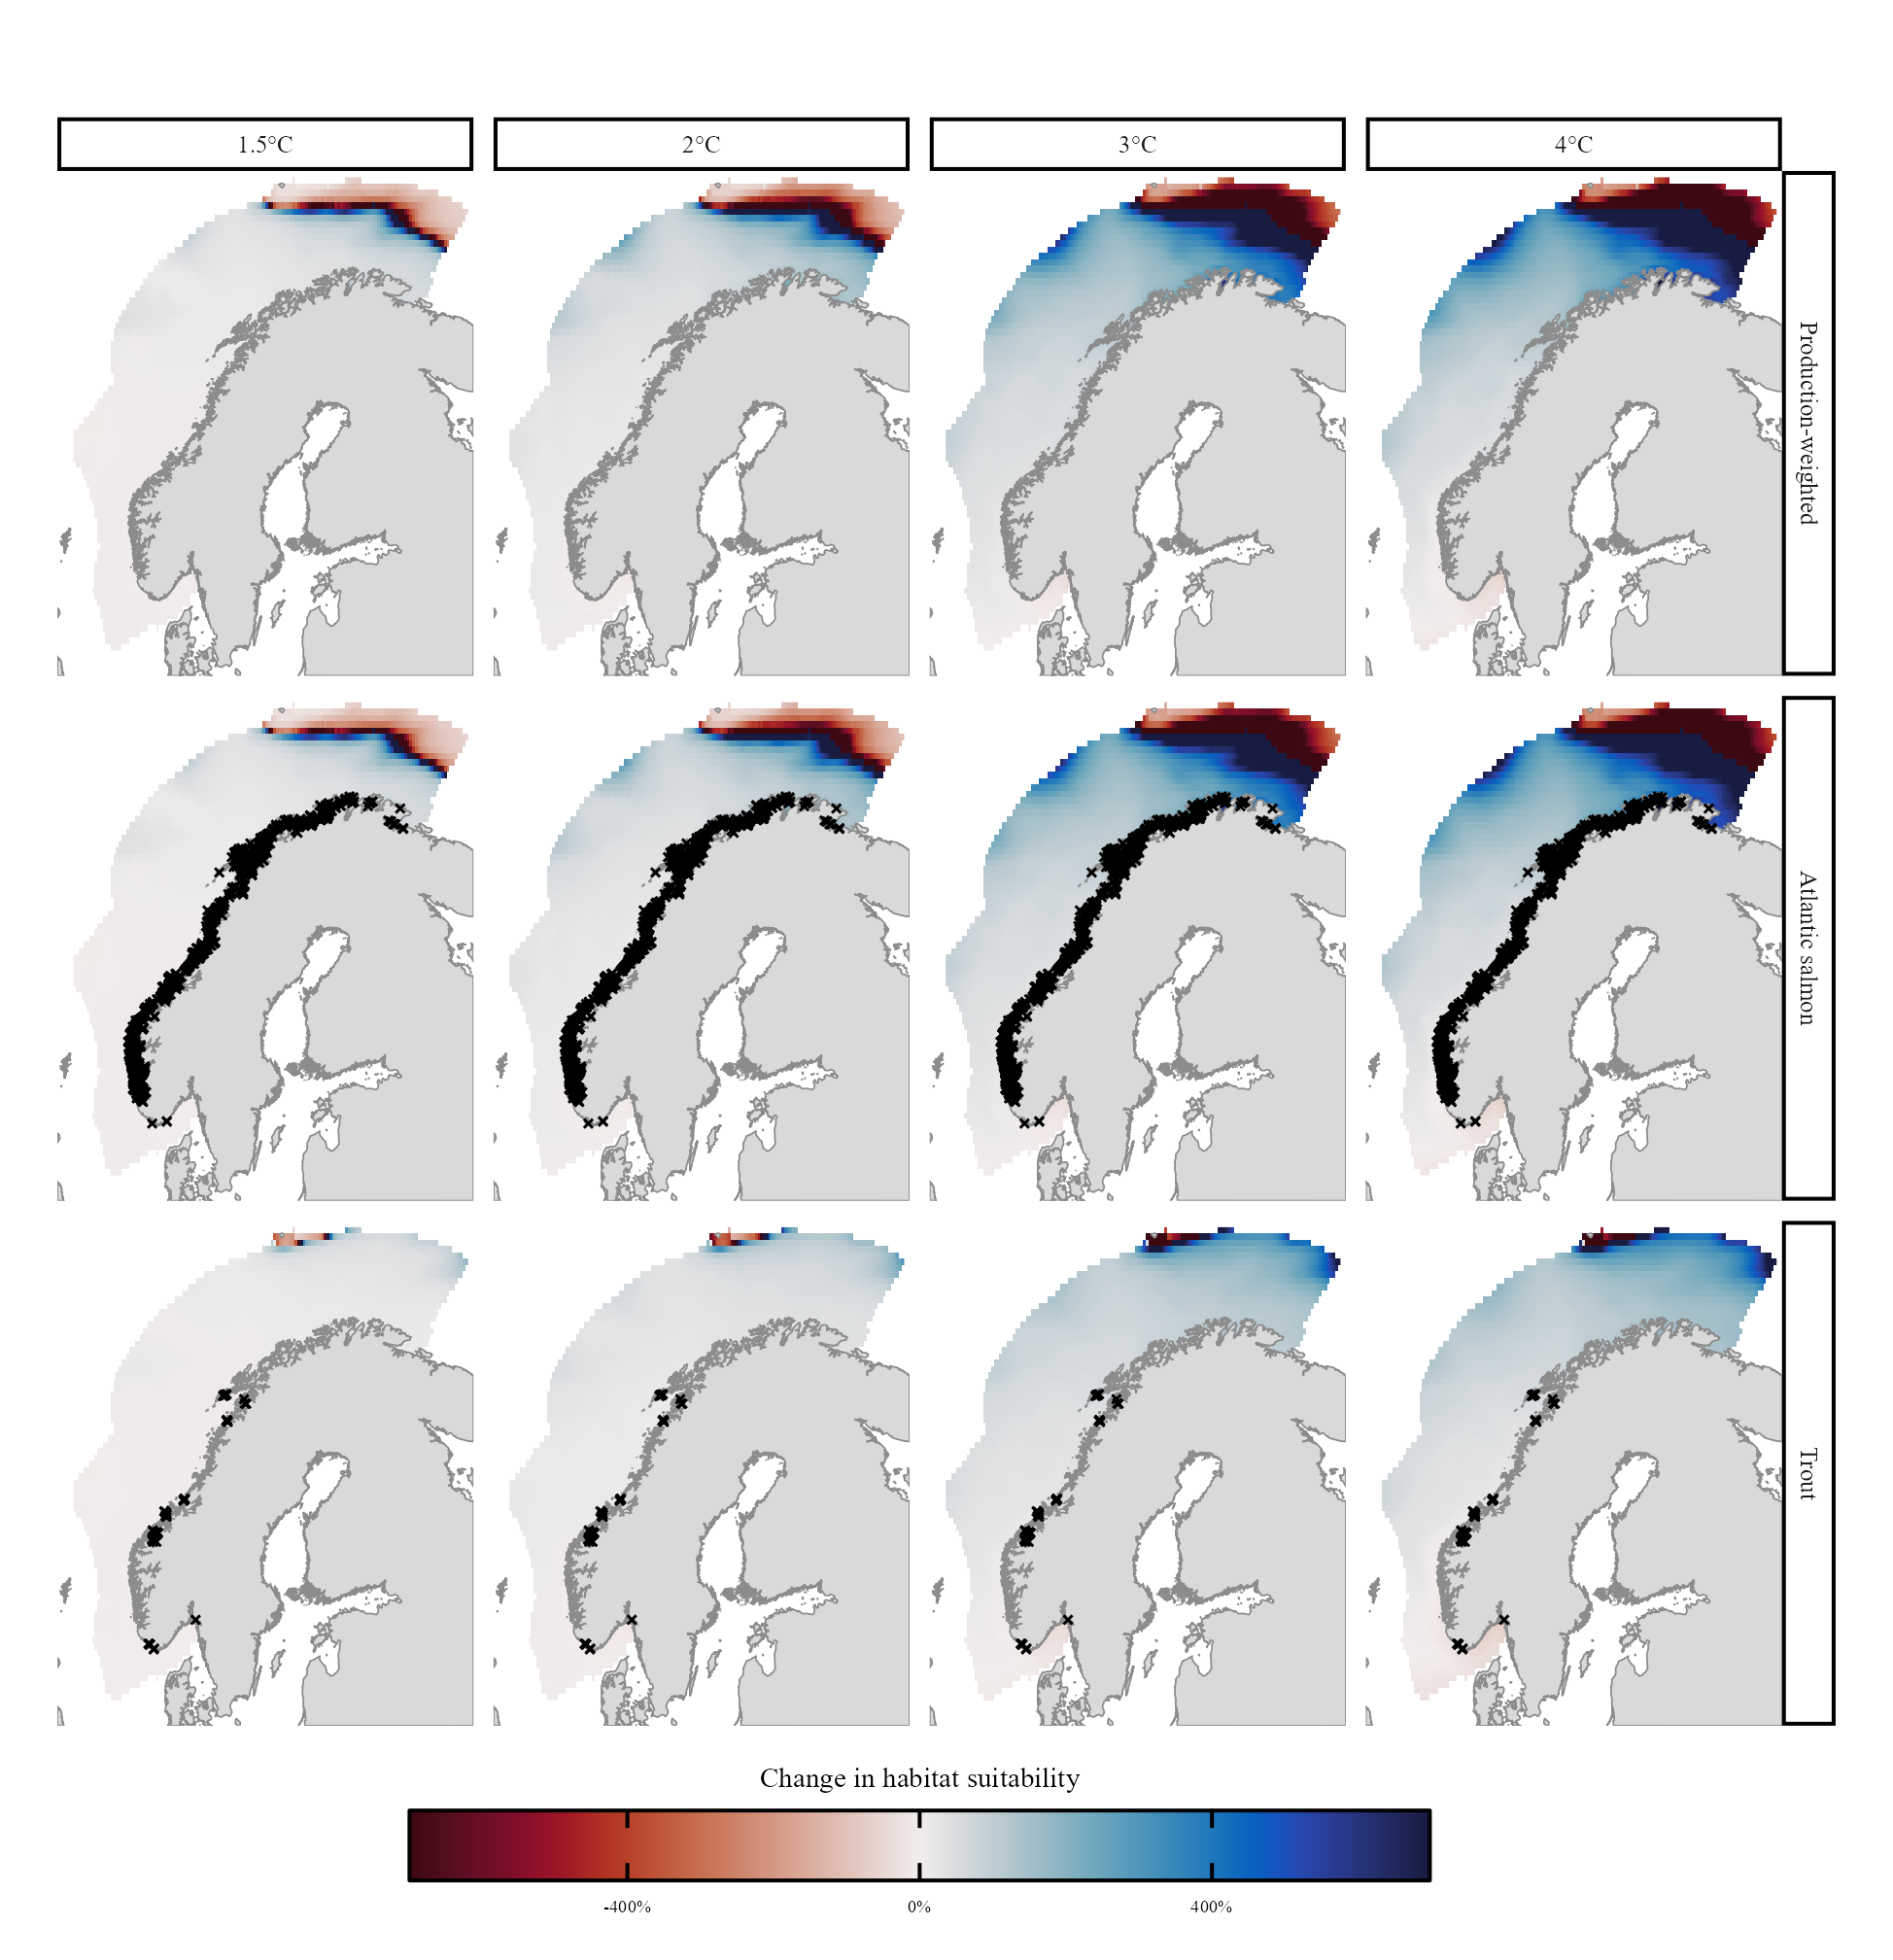 1.5°C
2°C
3°C
4°C
Production-weighted
Atlantic salmon
Trout
Change in habitat suitability
-400%
0%
400%